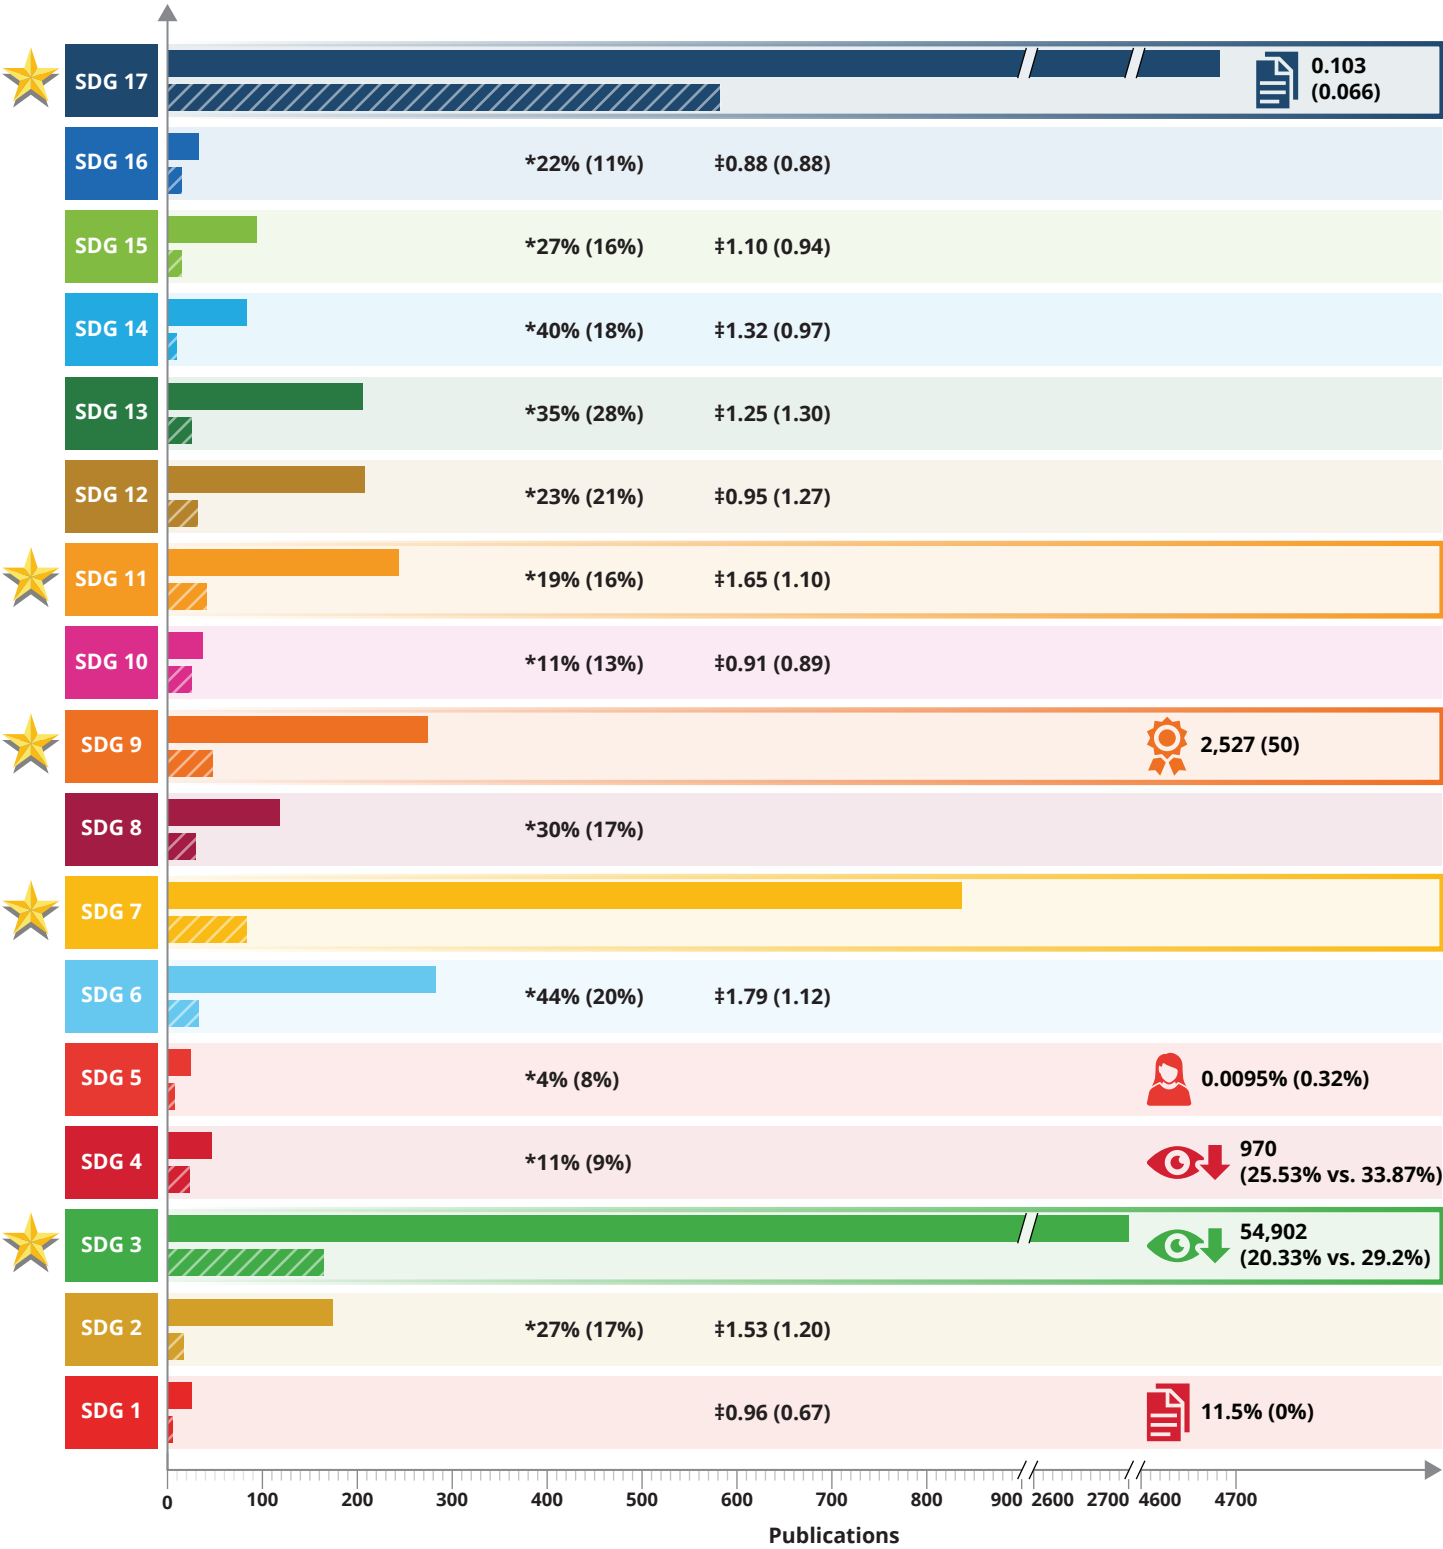 SDG 17
0.103
(0.066)
SDG 16 *22% (11%) ‡0.88 (0.88)
SDG 15 *27% (16%) ‡1.10 (0.94)
SDG 14 *40% (18%) ‡1.32 (0.97)
SDG 13 *35% (28%) ‡1.25 (1.30)
SDG 12 *23% (21%) ‡0.95 (1.27)
SDG 11 *19% (16%) ‡1.65 (1.10)
SDG 10 *11% (13%) ‡0.91 (0.89)
SDG 9 2,527 (50)
SDG 8 *30% (17%)
SDG 7
SDG 6 *44% (20%) ‡1.79 (1.12)
SDG 5 *4% (8%) 0.0095% (0.32%)
SDG 4 *11% (9%)
970
(25.53% vs. 33.87%)
SDG 3
54,902
(20.33% vs. 29.2%)
SDG 2 *27% (17%) ‡1.53 (1.20)
SDG 1 ‡0.96 (0.67) 11.5% (0%)
0 100 200 300 400 500 600 700 800 900 2600 2700 4600 4700
Publications